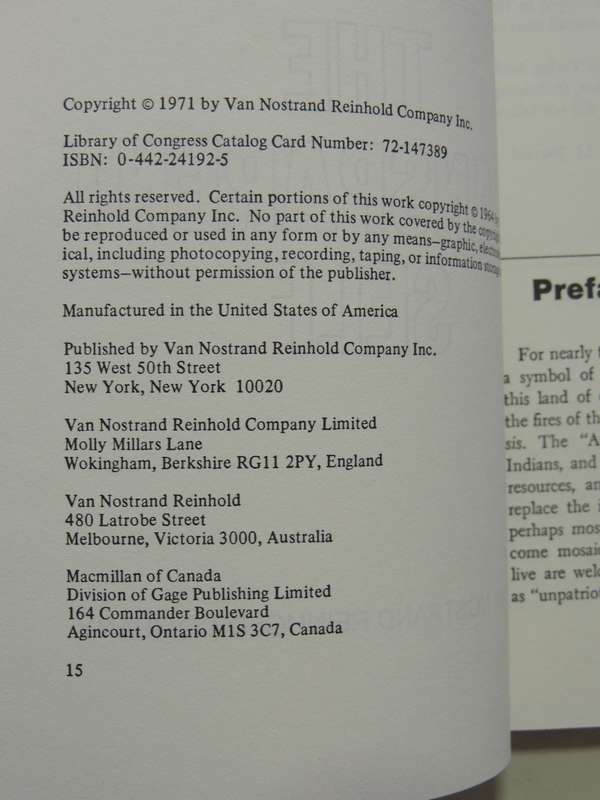 Copyright © 1971 by Van Nostrand Reinhold Company Inc.
Library of Congress Catalog Card Number: 72-147389
ISBN: 0-442-24192-5
All rights reserved. Certain portions of this work copyright © 1964 by
Reinhold Company Inc. No part of this work covered by the
be reproduced or used in any form or by any means—graphic,
ical, including photocopying, recording, taping, or information
systems—without permission of the publisher.
Manufactured in the United States of America
Published by Van Nostrand Reinhold Company Inc.
135 West 50th Street
New York, New York 10020
Van Nostrand Reinhold Company Limited
Molly Millars Lane
Wokingham, Berkshire RG11 2PY, England
Van Nostrand Reinhold
480 Latrobe Street
Melbourne, Victoria 3000, Australia
Macmillan of Canada
Division of Gage Publishing Limited
164 Commander Boulevard
Agincourt, Ontario M1S 3C7, Canada
15
Prefa
For nearly
a symbol of
this land of
the fires of th
sis. The “A
Indians, and
resources, an
replace the i
perhaps mos
come mosaic
live are welc
as “unpatriot